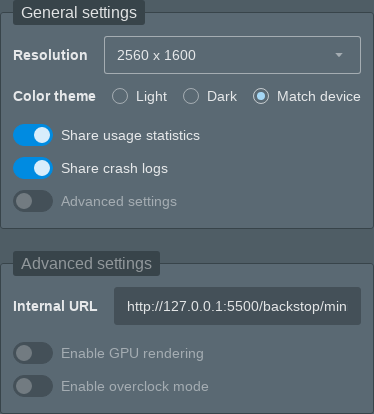 General settings
Resolution 2560 x 1600
Color theme Light Dark Match device
Share usage statistics
Share crash logs
Advanced settings
Advanced settings
Internal URL http://127.0.0.1:5500/backstop/min
Enable GPU rendering
Enable overclock mode